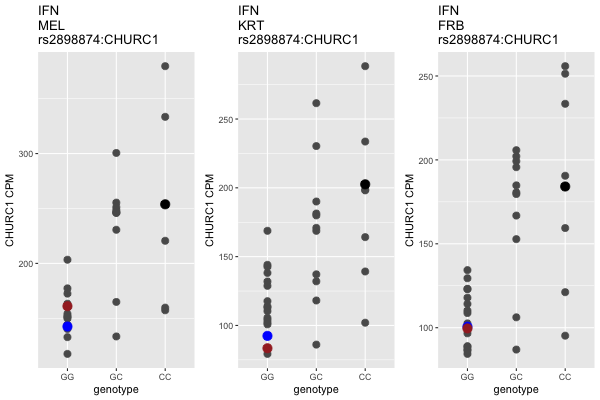 IFN
MEL
rs2898874:CHURC1
CHURC1 CPM
300
200
GG
GC
CC
genotype
IFN
KRT
rs2898874:CHURC1
CHURC1 CPM
250
200
150
100
GG
GC
CC
genotype
IFN
FRB
rs2898874:CHURC1
CHURC1 CPM
250
200
150
100
GG
GC
CC
genotype